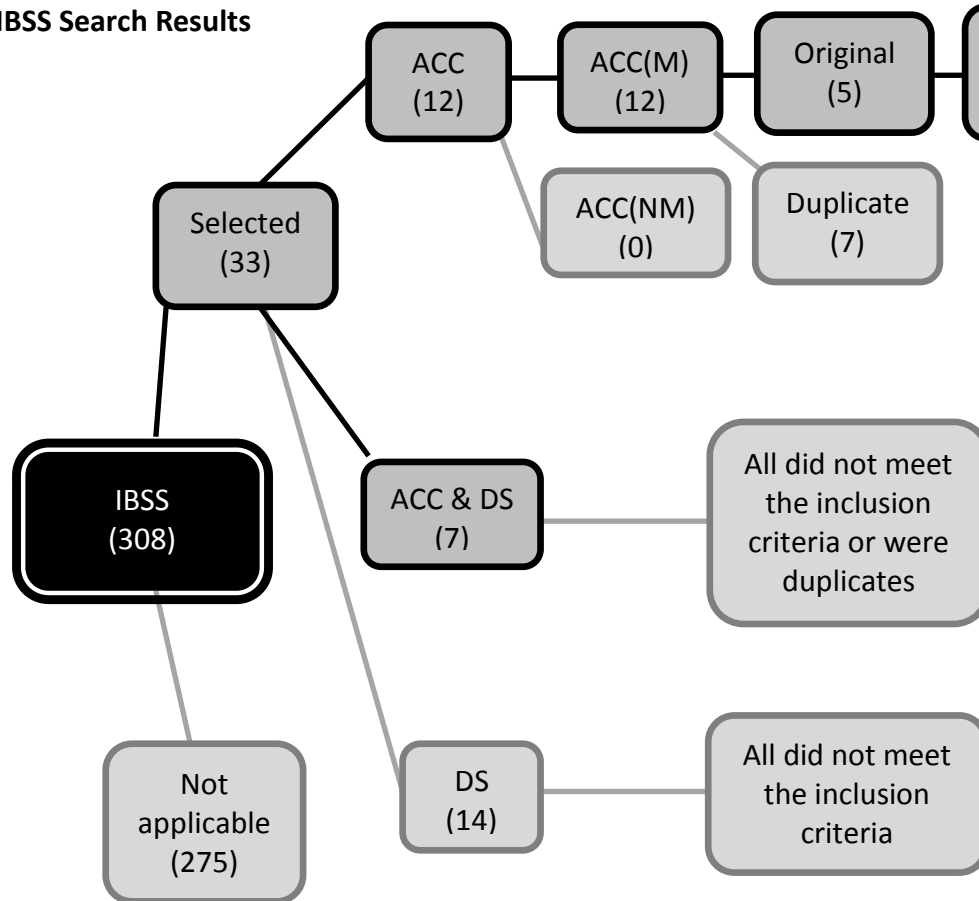 IBSS Search Results
ACC
(12)
ACC(M)
(12)
Original
(5)
ACC(NM)
(0)
Duplicate
(7)
Selected
(33)
IBSS
(308)
ACC & DS
(7)
All did not meet
the inclusion
criteria or were
duplicates
Not
applicable
(275)
DS
(14)
All did not meet
the inclusion
criteria